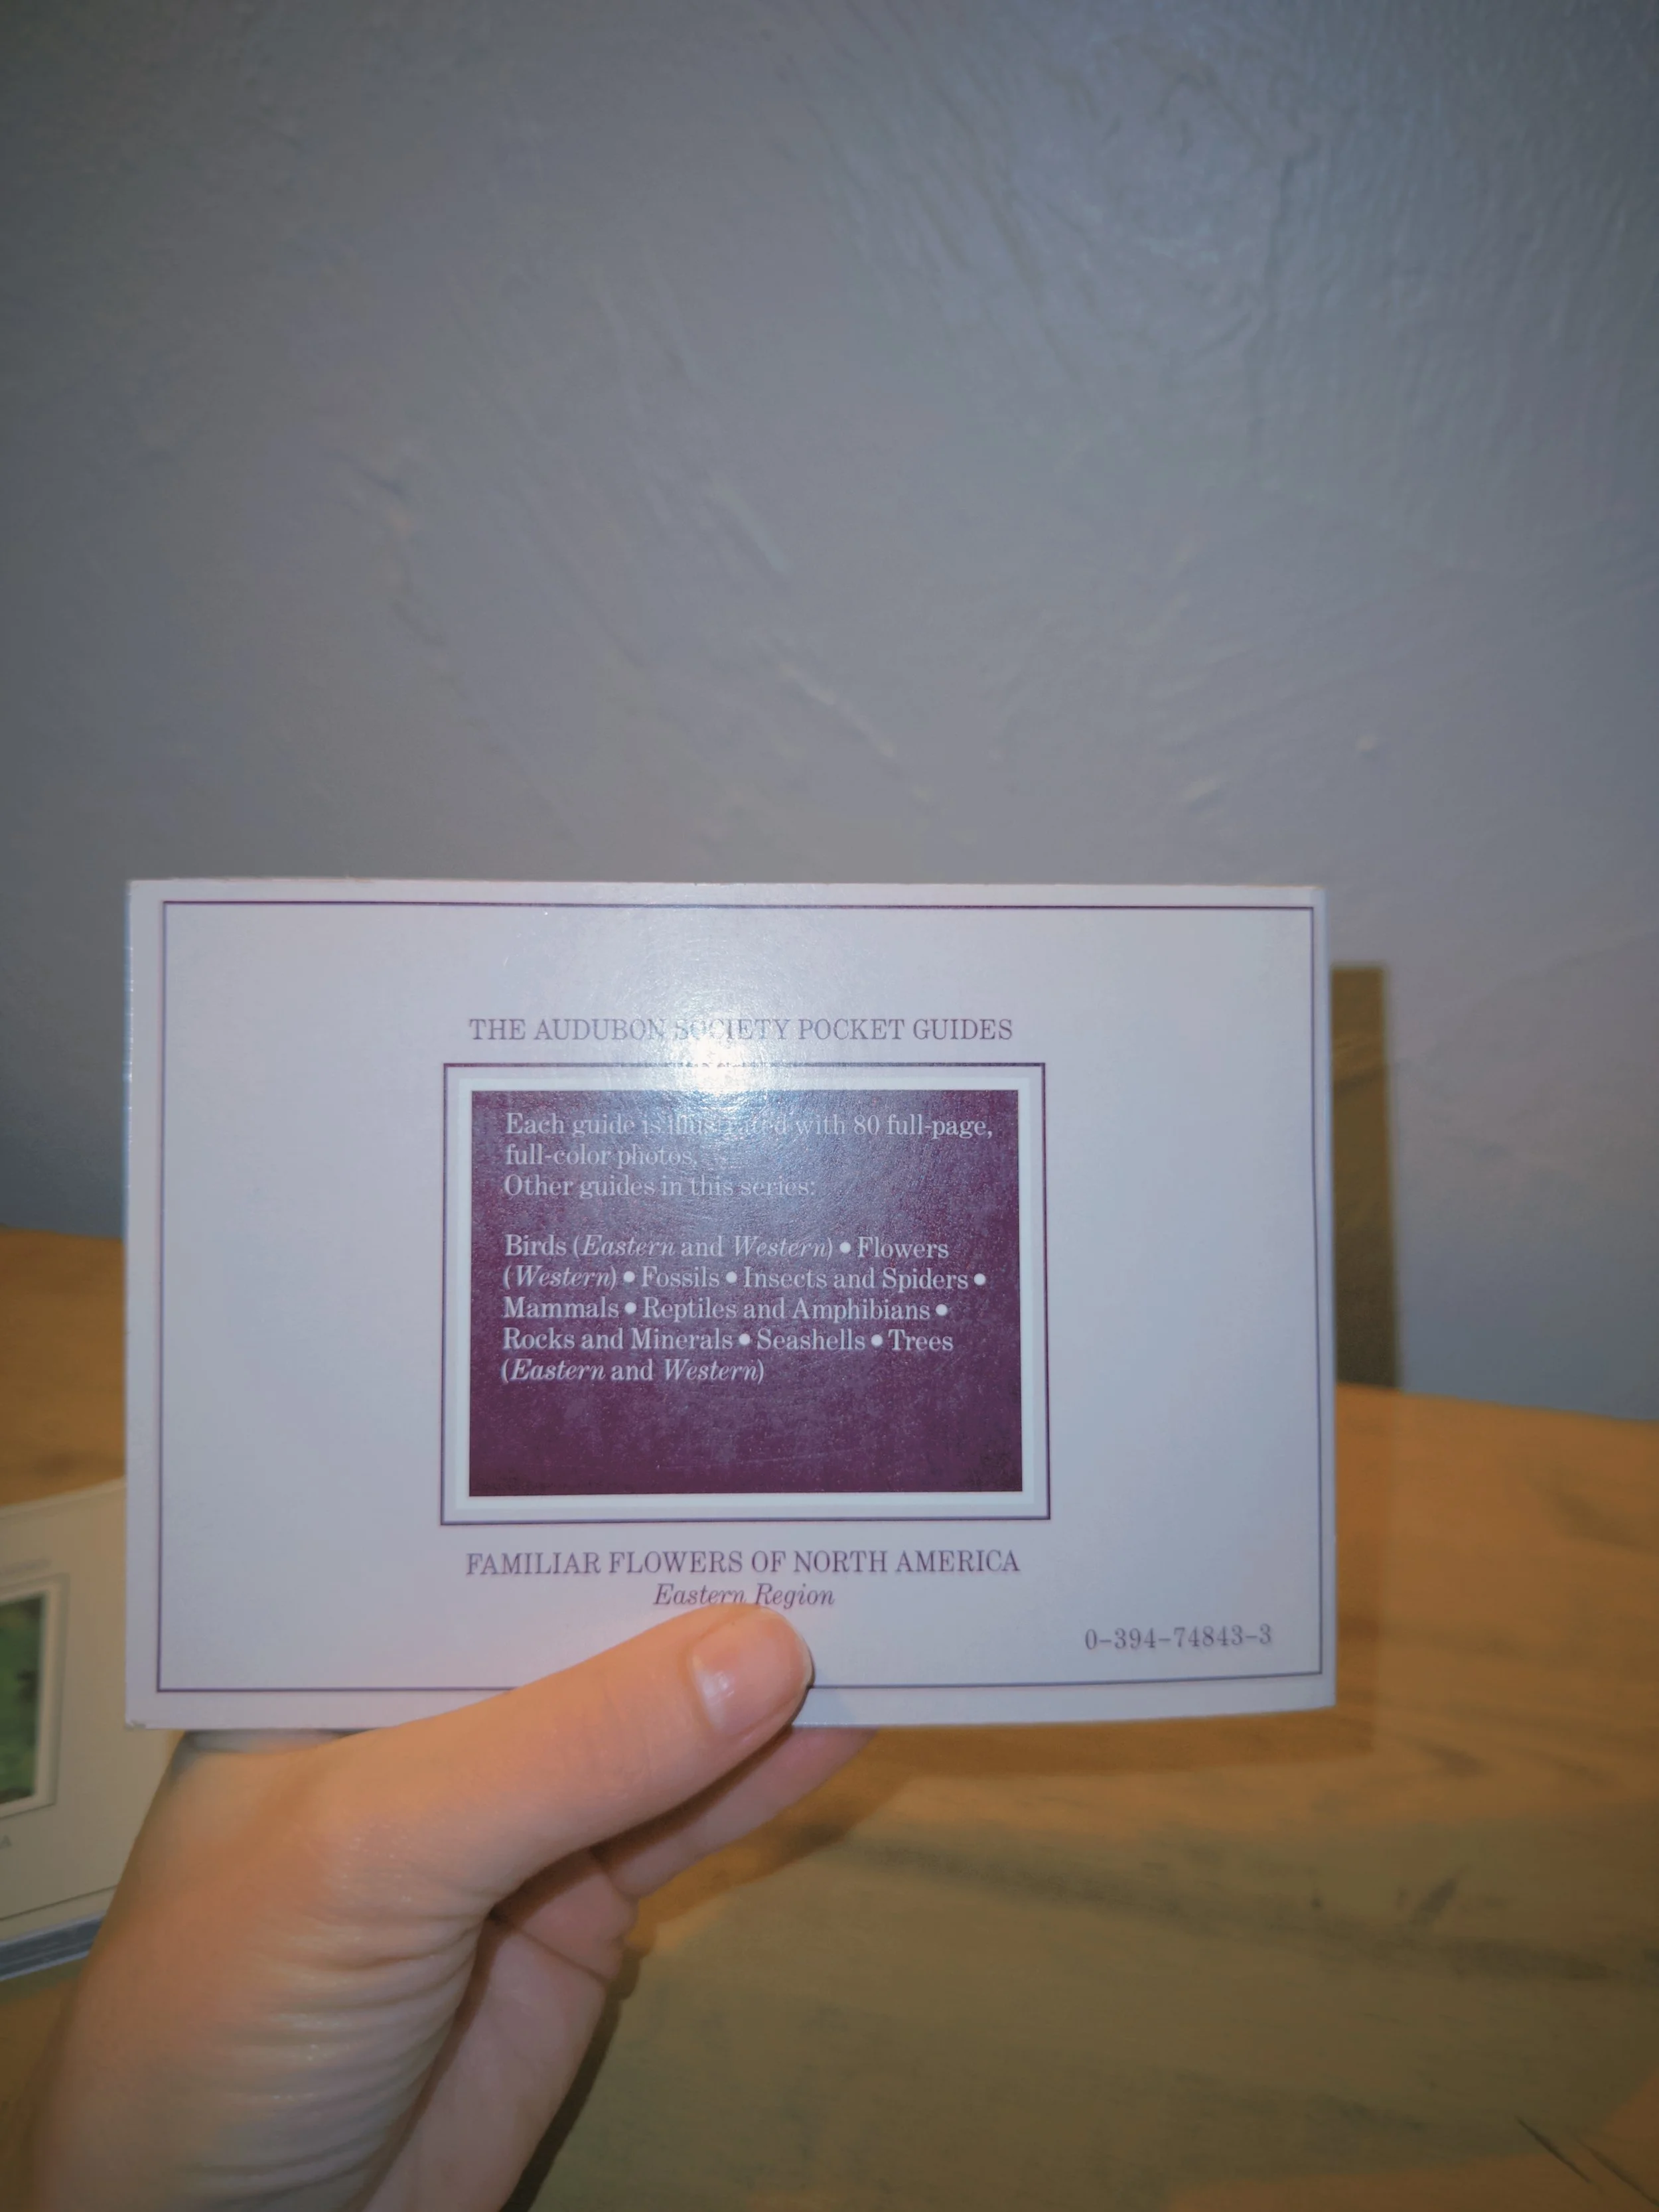 THE AUDUBON SOCIETY POCKET GUIDES
Each guide is illustrated with 80 full-page,
full-color photos.
Other guides in this series:
Birds (Eastern and Western) • Flowers
(Western) • Fossils • Insects and Spiders •
Mammals • Reptiles and Amphibians •
Rocks and Minerals • Seashells • Trees
(Eastern and Western)
FAMILIAR FLOWERS OF NORTH AMERICA
Eastern Region
0-394-74843-3